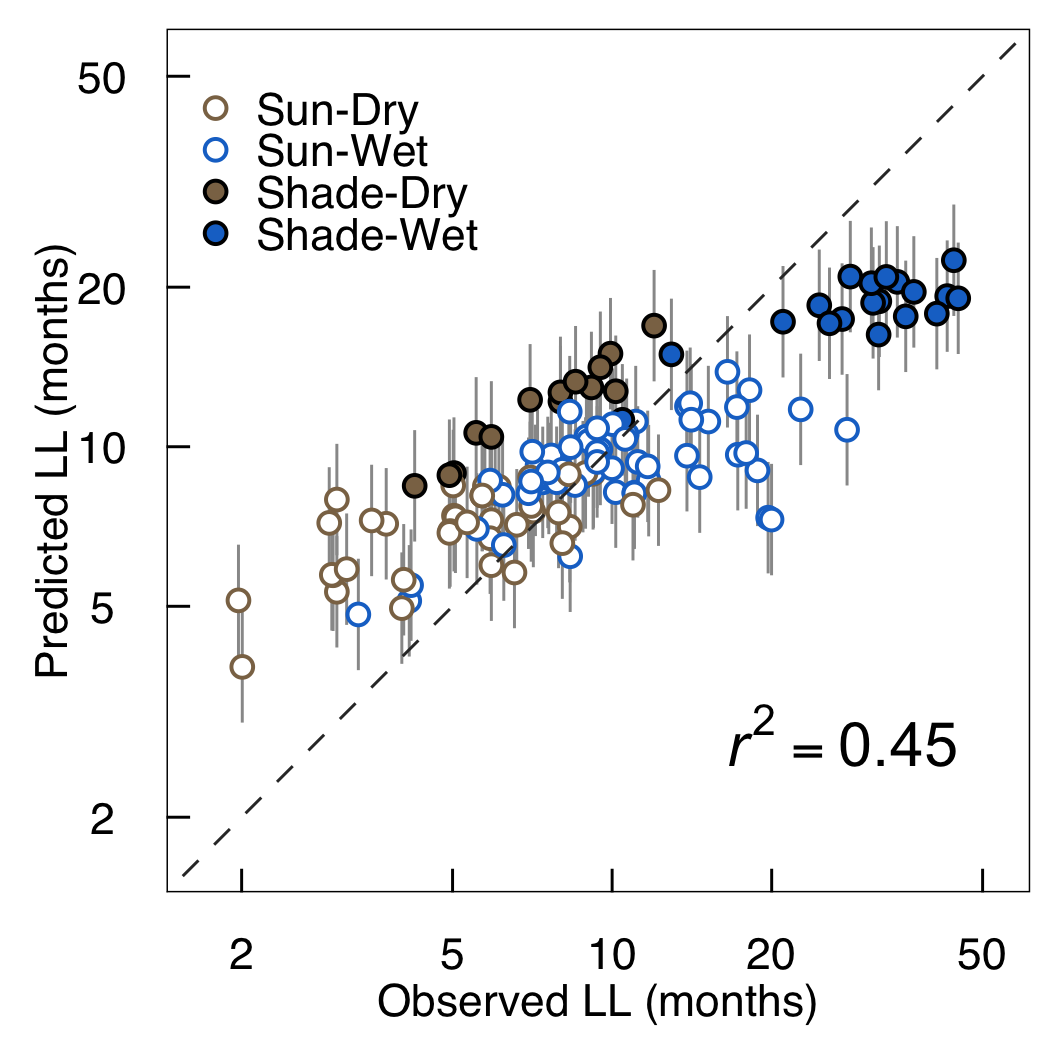 50
20
10
5
2
Predicted LL (months)
Sun-Dry
Sun-Wet
Shade-Dry
Shade-Wet
r² = 0.45
2 5 10 20 50
Observed LL (months)